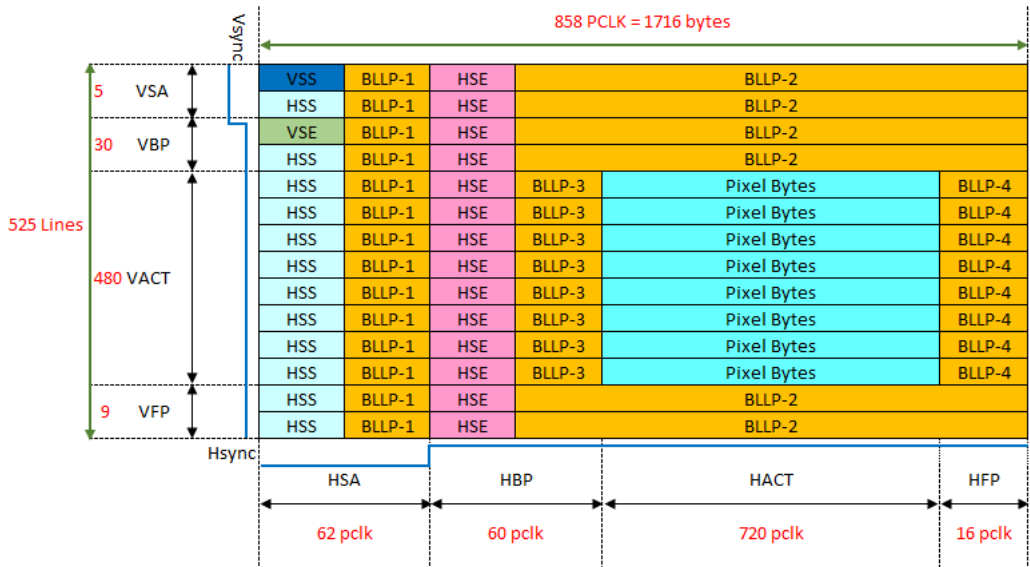 858 PCLK = 1716 bytes
Vsync
VSS BLLP-1 HSE BLLP-2
5 VSA
HSS BLLP-1 HSE BLLP-2
VSE BLLP-1 HSE BLLP-2
30 VBP
HSS BLLP-1 HSE BLLP-2
HSS BLLP-1 HSE BLLP-3 Pixel Bytes BLLP-4
HSS BLLP-1 HSE BLLP-3 Pixel Bytes BLLP-4
525 Lines
HSS BLLP-1 HSE BLLP-3 Pixel Bytes BLLP-4
HSS BLLP-1 HSE BLLP-3 Pixel Bytes BLLP-4
480 VACT
HSS BLLP-1 HSE BLLP-3 Pixel Bytes BLLP-4
HSS BLLP-1 HSE BLLP-3 Pixel Bytes BLLP-4
HSS BLLP-1 HSE BLLP-3 Pixel Bytes BLLP-4
HSS BLLP-1 HSE BLLP-3 Pixel Bytes BLLP-4
HSS BLLP-1 HSE BLLP-2
9 VFP
HSS BLLP-1 HSE BLLP-2
Hsync
HSA HBP HACT HFP
62 pclk 60 pclk 720 pclk 16 pclk